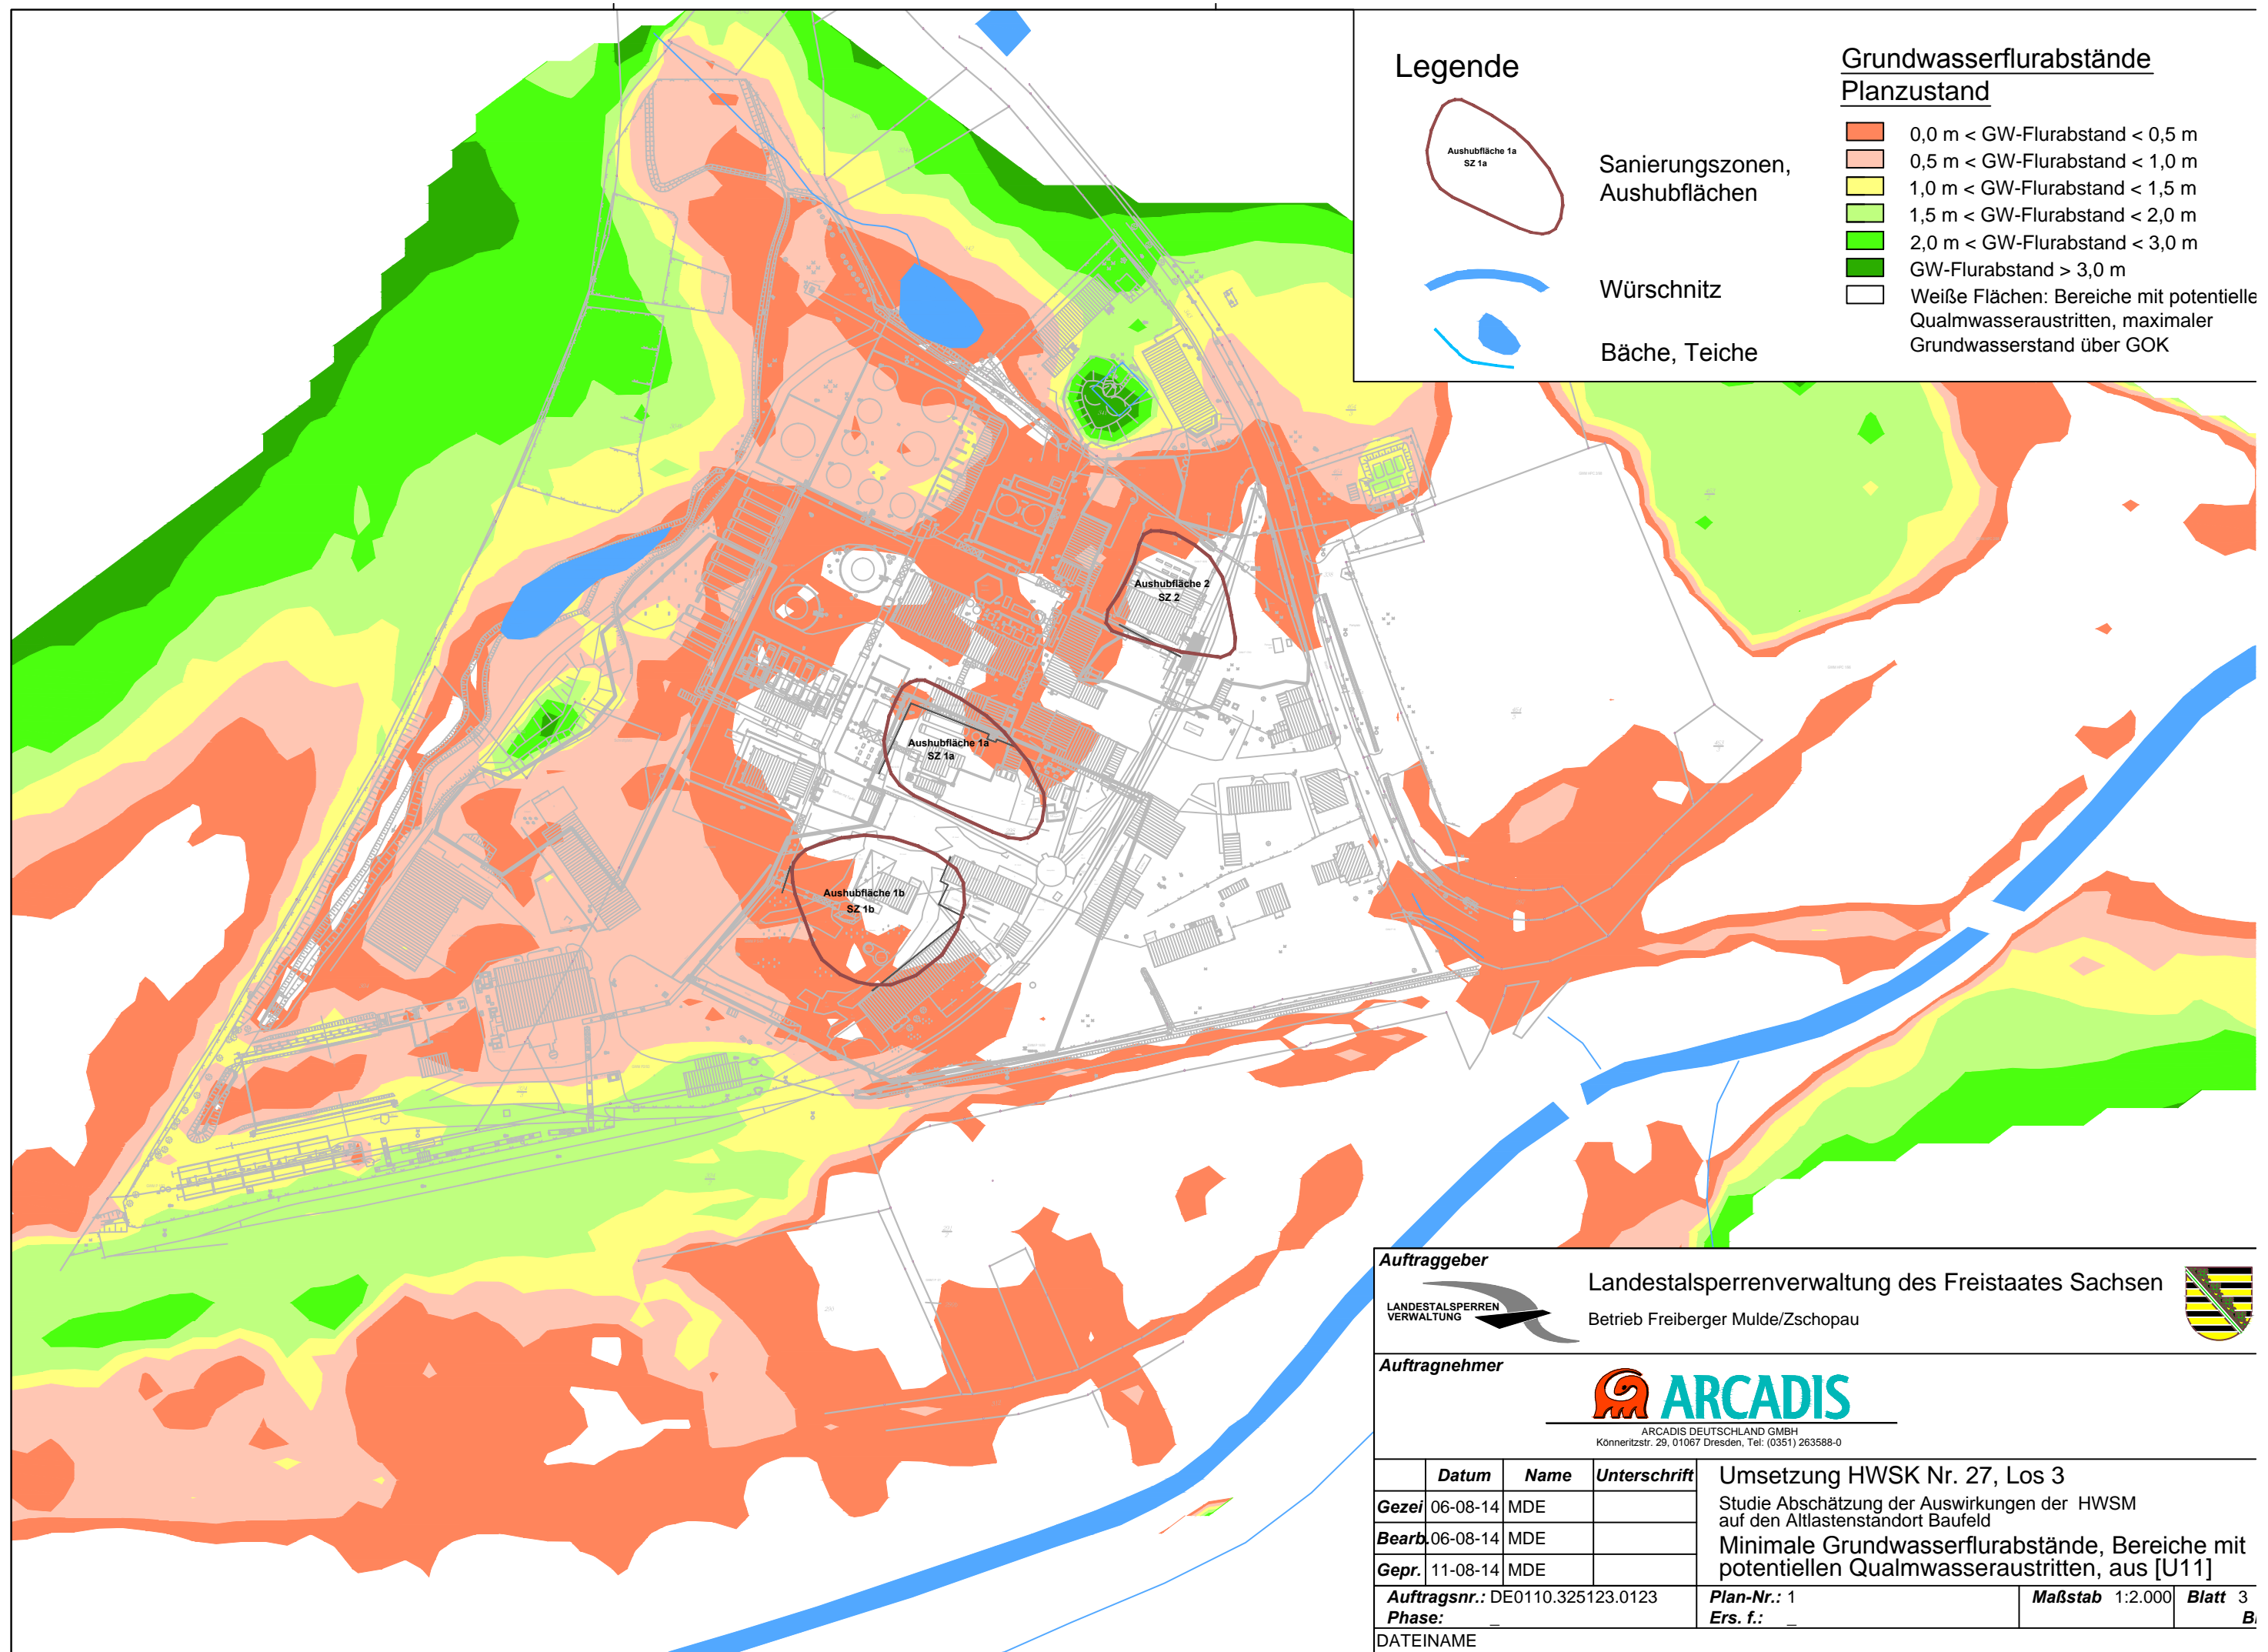 Legende
Aushubfläche 1a
SZ 1a
Sanierungszonen,
Aushubflächen
Würschnitz
Bäche, Teiche
Grundwasserflurabstände
Planzustand
0,0 m < GW-Flurabstand < 0,5 m
0,5 m < GW-Flurabstand < 1,0 m
1,0 m < GW-Flurabstand < 1,5 m
1,5 m < GW-Flurabstand < 2,0 m
2,0 m < GW-Flurabstand < 3,0 m
GW-Flurabstand > 3,0 m
Weiße Flächen: Bereiche mit potentielle
Qualmwasseraustritten, maximaler
Grundwasserstand über GOK
Aushubfläche 2
SZ 2
Aushubfläche 1a
SZ 1a
Aushubfläche 1b
SZ 1b
Auftraggeber
LANDESTALSPERREN
VERWALTUNG
Landestalsperrenverwaltung des Freistaates Sachsen
Betrieb Freiberger Mulde/Zschopau
Auftragnehmer
ARCADIS
ARCADIS DEUTSCHLAND GMBH
Könneritzstr. 29, 01067 Dresden, Tel: (0351) 263588-0
Datum Name Unterschrift
Gezei 06-08-14 MDE
Bearb. 06-08-14 MDE
Gepr. 11-08-14 MDE
Umsetzung HWSK Nr. 27, Los 3
Studie Abschätzung der Auswirkungen der HWSM
auf den Altlastenstandort Baufeld
Minimale Grundwasserflurabstände, Bereiche mit
potentiellen Qualmwasseraustritten, aus [U11]
Auftragsnr.: DE0110.325123.0123
Phase: _
Plan-Nr.: 1
Ers. f.: _
Maßstab 1:2.000
Blatt 3
Bl
DATEINAME